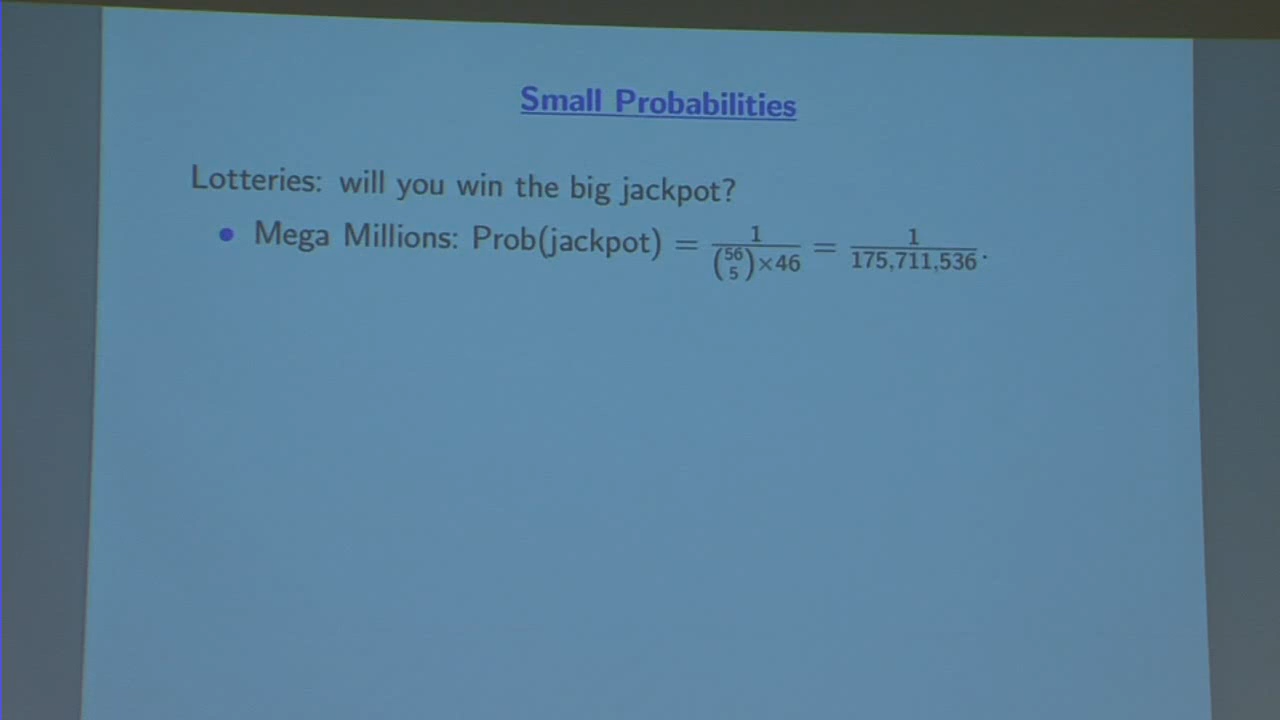 Small Probabilities
Lotteries: will you win the big jackpot?
• Mega Millions: Prob(jackpot) = 1/((56 5)×46) = 1/175,711,536.